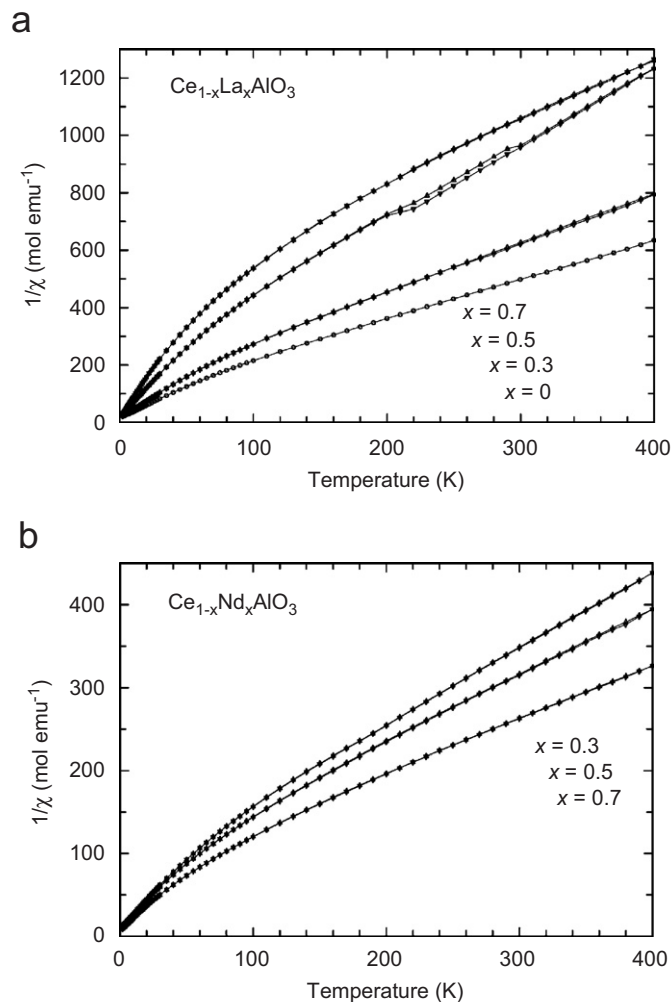 a
Ce₁₋ₓLaₓAlO₃
1200
1000
800
600
400
200
0
1/χ (mol emu⁻¹)
x = 0.7
x = 0.5
x = 0.3
x = 0
0 100 200 300 400
Temperature (K)
b
Ce₁₋ₓNdₓAlO₃
400
300
200
100
0
1/χ (mol emu⁻¹)
x = 0.3
x = 0.5
x = 0.7
0 100 200 300 400
Temperature (K)